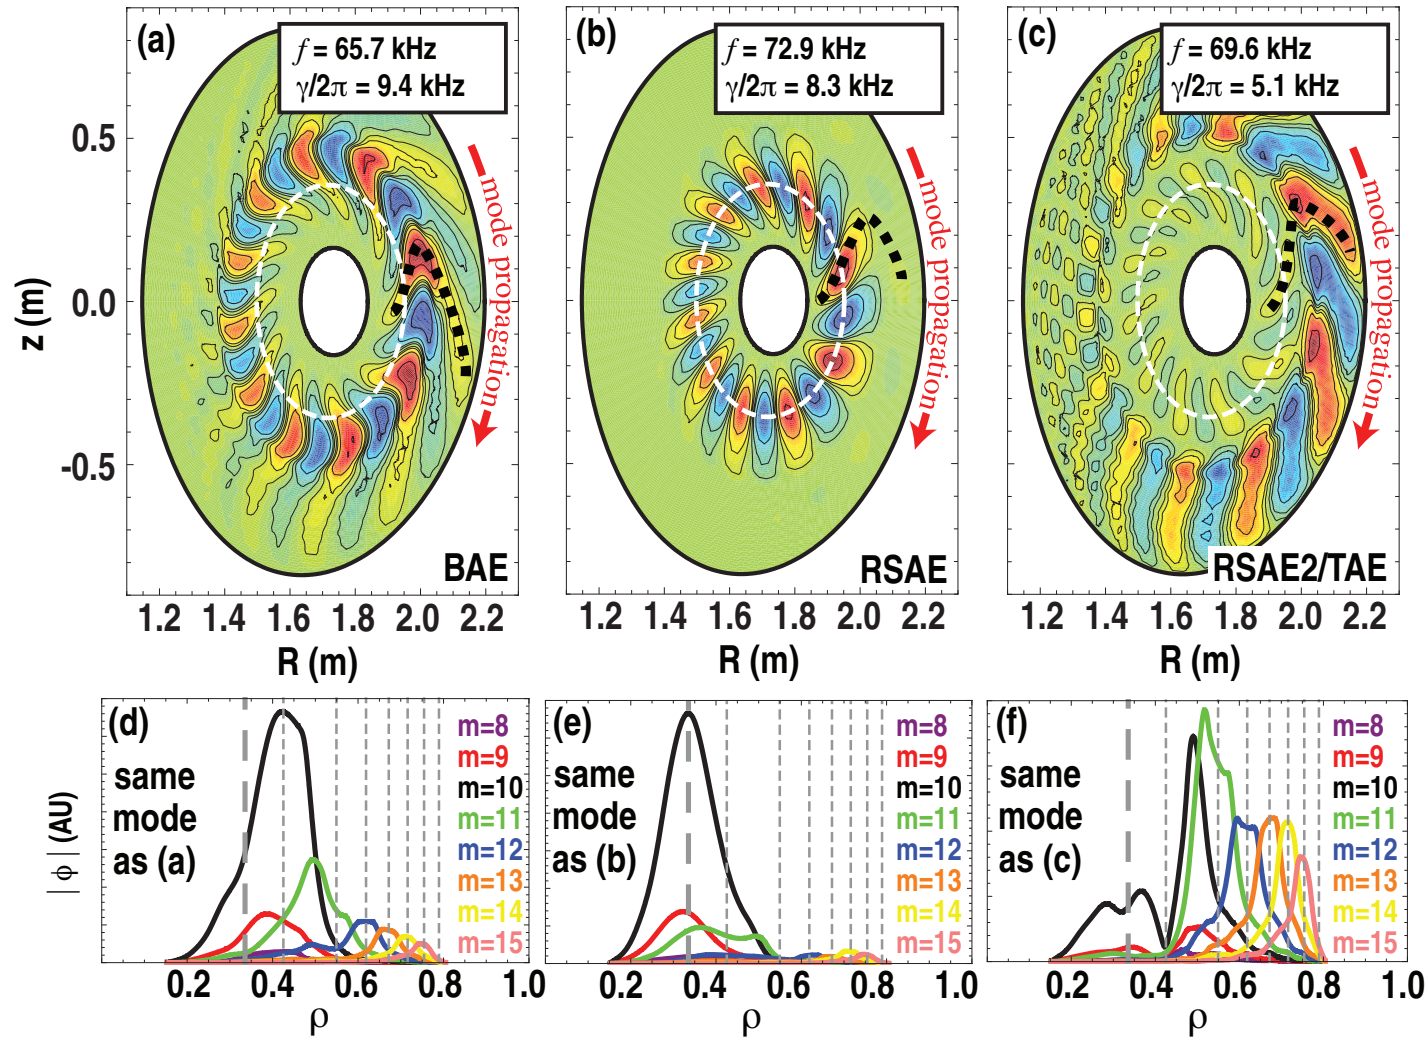 (a)
f = 65.7 kHz
γ/2π = 9.4 kHz
mode propagation
BAE
z (m)
0.5
0.0
-0.5
1.2 1.4 1.6 1.8 2.0 2.2
R (m)
(b)
f = 72.9 kHz
γ/2π = 8.3 kHz
mode propagation
RSAE
1.2 1.4 1.6 1.8 2.0 2.2
R (m)
(c)
f = 69.6 kHz
γ/2π = 5.1 kHz
mode propagation
RSAE2/TAE
1.2 1.4 1.6 1.8 2.0 2.2
R (m)
(d)
same
mode
as (a)
m=8
m=9
m=10
m=11
m=12
m=13
m=14
m=15
| ϕ | (AU)
0.2 0.4 0.6 0.8 1.0
ρ
(e)
same
mode
as (b)
m=8
m=9
m=10
m=11
m=12
m=13
m=14
m=15
0.2 0.4 0.6 0.8 1.0
ρ
(f)
same
mode
as (c)
m=8
m=9
m=10
m=11
m=12
m=13
m=14
m=15
0.2 0.4 0.6 0.8 1.0
ρ